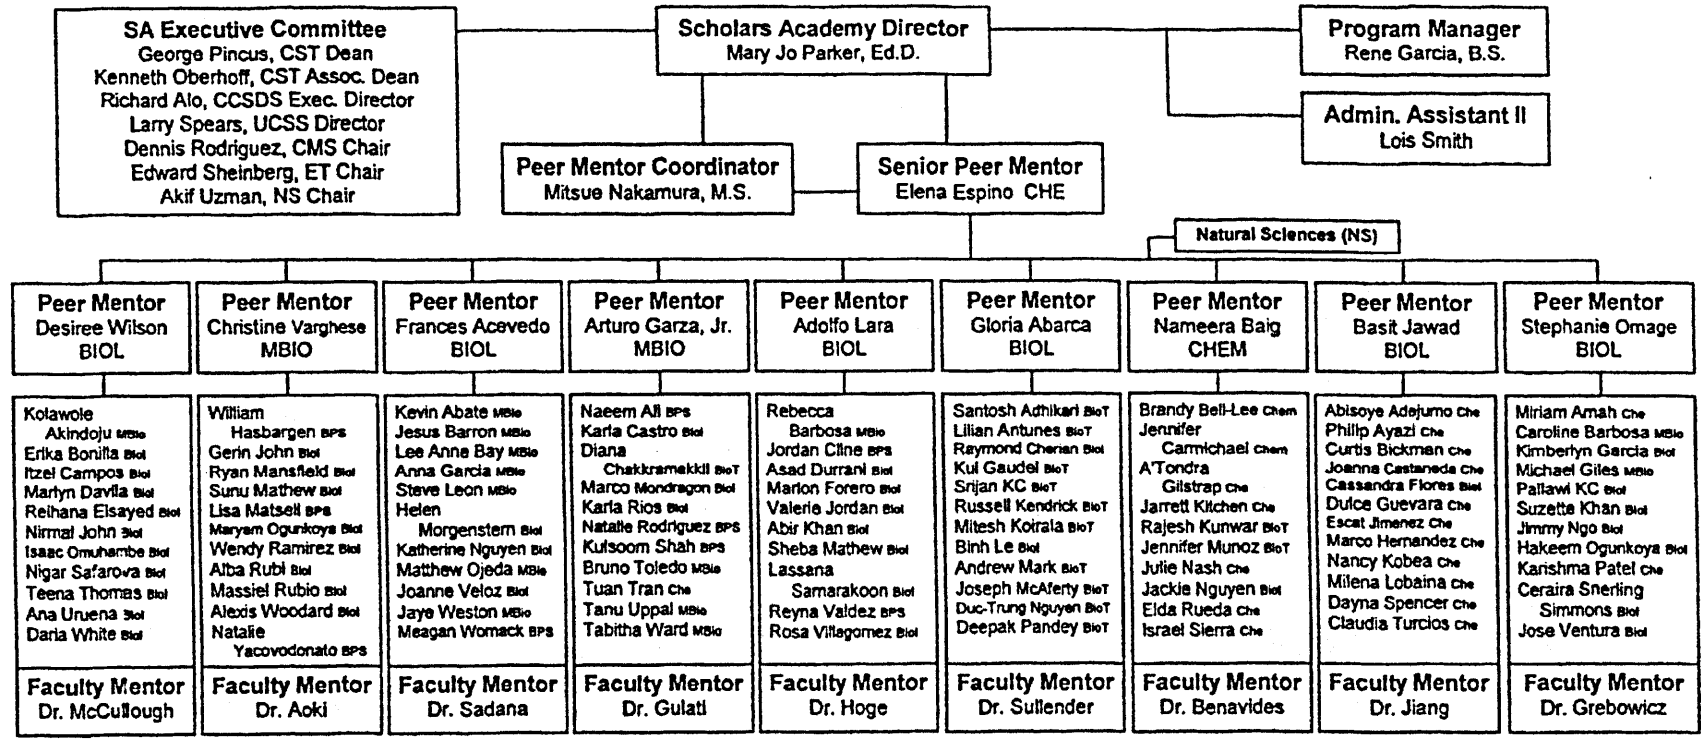 SA Executive Committee
George Pincus, CST Dean
Kenneth Oberhoff, CST Assoc. Dean
Richard Alo, CCSDS Exec. Director
Larry Spears, UCSS Director
Dennis Rodriguez, CMS Chair
Edward Sheinberg, ET Chair
Akif Uzman, NS Chair
Scholars Academy Director
Mary Jo Parker, Ed.D.
Program Manager
Rene Garcia, B.S.
Admin. Assistant II
Lois Smith
Peer Mentor Coordinator
Mitsue Nakamura, M.S.
Senior Peer Mentor
Elena Espino CHE
Natural Sciences (NS)
Peer Mentor
Desiree Wilson
BIOL
Kolawole
Akindoju MBio
Erika Bonilla Biol
Itzel Campos Biol
Marlyn Davila Biol
Reihana Elsayed Biol
Nirmal John Biol
Isaac Omuhambe Biol
Nigar Safarova Biol
Teena Thomas Biol
Ana Uruena Biol
Daria White Biol
Faculty Mentor
Dr. McCullough
Peer Mentor
Christine Varghese
MBIO
William
Hasbargen BPS
Gerin John Biol
Ryan Mansfield Biol
Sunu Mathew Biol
Lisa Matsell BPS
Maryam Ogunkoya Biol
Wendy Ramirez Biol
Alba Rubi Biol
Massiel Rubio Biol
Alexis Woodard Biol
Natalie
Yacovodonato BPS
Faculty Mentor
Dr. Aoki
Peer Mentor
Frances Acevedo
BIOL
Kevin Abate MBio
Jesus Barron MBio
Lee Anne Bay MBio
Anna Garcia MBio
Steve Leon MBio
Helen
Morgenstern Biol
Katherine Nguyen Biol
Matthew Ojeda MBio
Joanne Veloz Biol
Jaye Weston MBio
Meagan Womack BPS
Faculty Mentor
Dr. Sadana
Peer Mentor
Arturo Garza, Jr.
MBIO
Naeem Ali BPS
Karla Castro Biol
Diana
Chakkramakkil BioT
Marco Mondragon Biol
Karla Rios Biol
Natalie Rodriguez BPS
Kulsoom Shah BPS
Bruno Toledo MBio
Tuan Tran Che
Tanu Uppal MBio
Tabitha Ward MBio
Faculty Mentor
Dr. Gulati
Peer Mentor
Adolfo Lara
BIOL
Rebecca
Barbosa MBio
Jordan Cline BPS
Asad Durrani Biol
Marlon Forero Biol
Valerie Jordan Biol
Abir Khan Biol
Sheba Mathew Biol
Lassana
Samarakoon Biol
Reyna Valdez BPS
Rosa Villagomez Biol
Faculty Mentor
Dr. Hoge
Peer Mentor
Gloria Abarca
BIOL
Santosh Adhikari BioT
Lilian Antunes BioT
Raymond Cherian Biol
Kul Gaudel BioT
Srijan KC BioT
Russell Kendrick BioT
Mitesh Koirala BioT
Binh Le Biol
Andrew Mark BioT
Joseph McAferty BioT
Duc-Trung Nguyen BioT
Deepak Pandey BioT
Faculty Mentor
Dr. Sullender
Peer Mentor
Nameera Baig
CHEM
Brandy Bell-Lee Chem
Jennifer
Carmichael Chem
A'Tondra
Gilstrap Che
Jarrett Kitchen Che
Rajesh Kunwar BioT
Jennifer Munoz BioT
Julie Nash Che
Jackie Nguyen Biol
Elda Rueda Che
Israel Sierra Che
Faculty Mentor
Dr. Benavides
Peer Mentor
Basit Jawad
BIOL
Abisoye Adejumo Che
Philip Ayazi Che
Curtis Bickman Che
Joanna Castaneda Che
Cassandra Flores Biol
Dulce Guevara Che
Escat Jimenez Che
Marco Hernandez Che
Nancy Kobea Che
Milena Lobaina Che
Dayna Spencer Che
Claudia Turcios Che
Faculty Mentor
Dr. Jiang
Peer Mentor
Stephanie Omage
BIOL
Miriam Amah Che
Caroline Barbosa MBio
Kimberlyn Garcia Biol
Michael Giles MBio
Pallawi KC Biol
Suzette Khan Biol
Jimmy Ngo Biol
Hakeem Ogunkoya Biol
Karishma Patel Che
Ceraira Snerling
Simmons Biol
Jose Ventura Biol
Faculty Mentor
Dr. Grebowicz